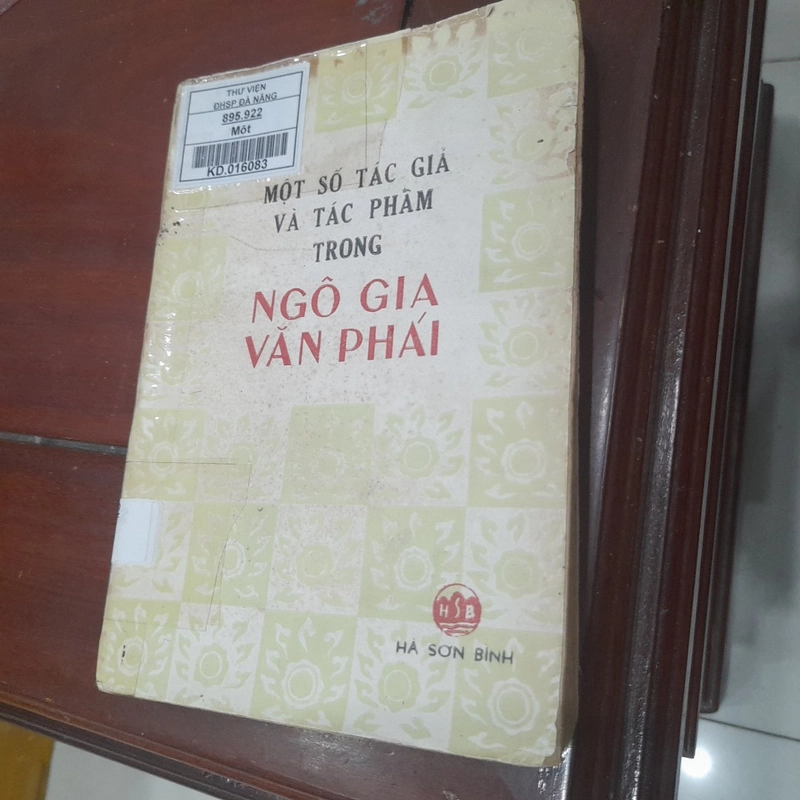 THƯ VIỆN
ĐHSP ĐÀ NẴNG
895.922
Môt
KD.016083
MỘT SỐ TÁC GIẢ
VÀ TÁC PHẨM
TRONG
NGÔ GIA
VĂN PHÁI
HSB
HÀ SƠN BÌNH